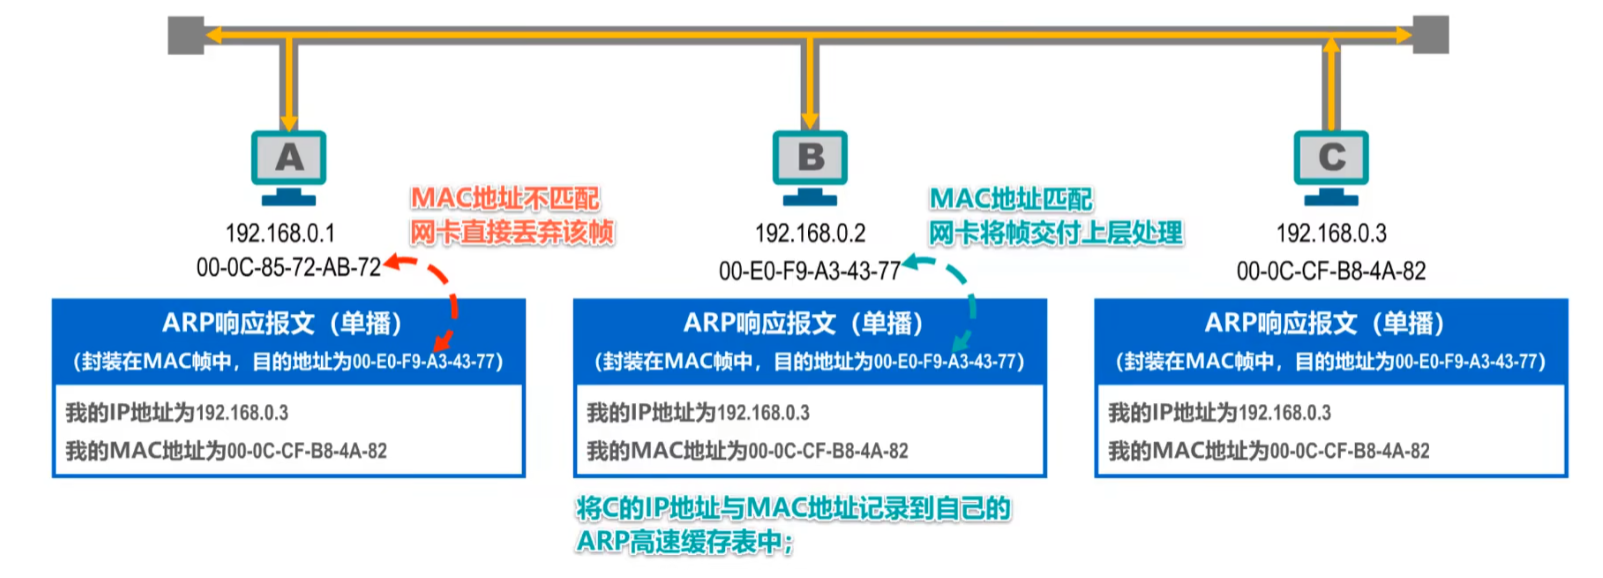 A
B
C
MAC地址不匹配
网卡直接丢弃该帧
MAC地址匹配
网卡将帧交付上层处理
192.168.0.1
00-0C-85-72-AB-72
192.168.0.2
00-E0-F9-A3-43-77
192.168.0.3
00-0C-CF-B8-4A-82
ARP响应报文（单播）
（封装在MAC帧中，目的地址为00-E0-F9-A3-43-77）
我的IP地址为192.168.0.3
我的MAC地址为00-0C-CF-B8-4A-82
ARP响应报文（单播）
（封装在MAC帧中，目的地址为00-E0-F9-A3-43-77）
我的IP地址为192.168.0.3
我的MAC地址为00-0C-CF-B8-4A-82
ARP响应报文（单播）
（封装在MAC帧中，目的地址为00-E0-F9-A3-43-77）
我的IP地址为192.168.0.3
我的MAC地址为00-0C-CF-B8-4A-82
将C的IP地址与MAC地址记录到自己的
ARP高速缓存表中；